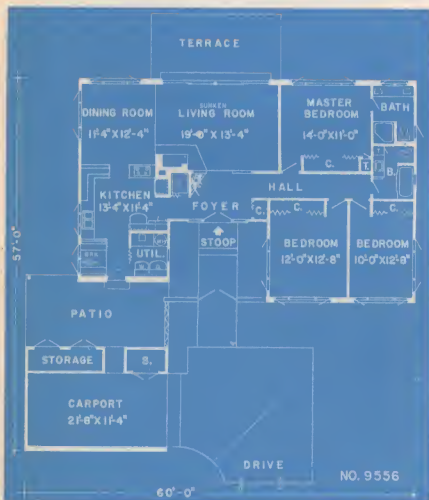 TERRACE
DINING ROOM
11'-4" X 12'-4"
SUNKEN
LIVING ROOM
19'-8" X 13'-4"
MASTER
BEDROOM
14'-0" X 11'-0"
BATH
C.
T.
B.
KITCHEN
13'-4" X 11'-4"
HALL
FOYER
C.
C.
C.
STOOP
UTIL.
BEDROOM
12'-0" X 12'-8"
BEDROOM
10'-0" X 12'-9"
57'-0"
PATIO
STORAGE
S.
CARPORT
21'-8" X 11'-4"
DRIVE
NO. 9556
60'-0"